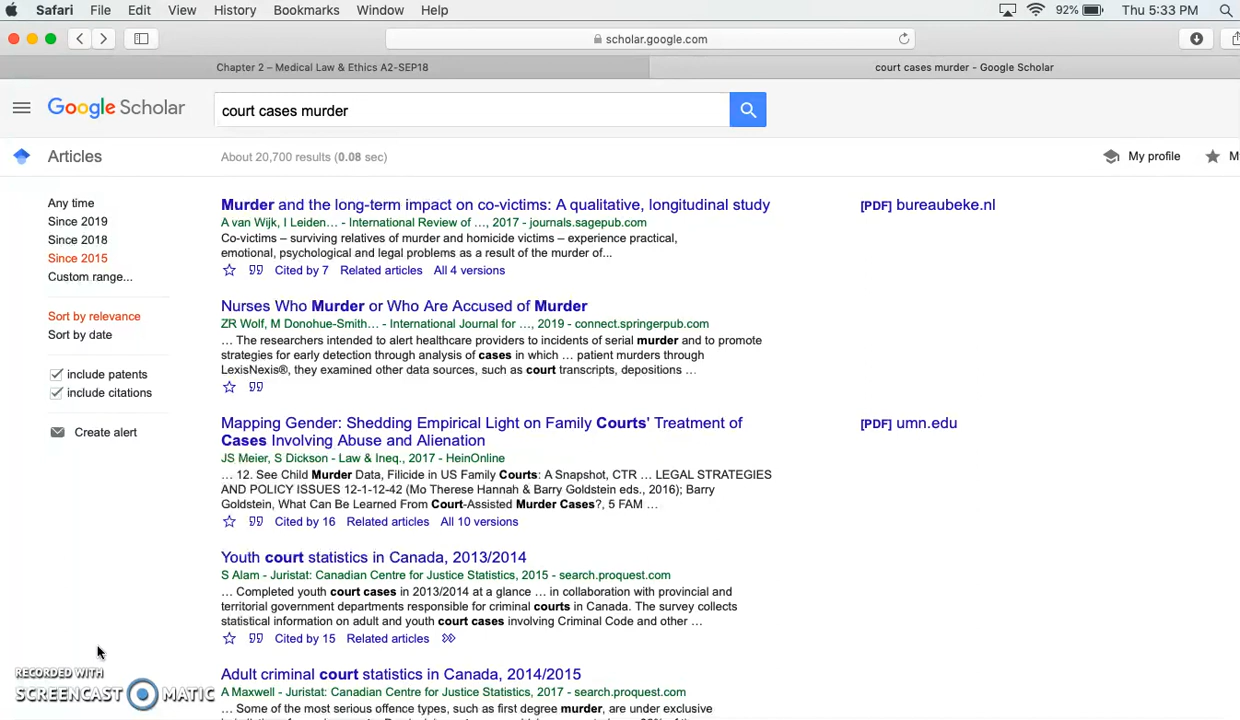 Safari File Edit View History Bookmarks Window Help 92% Thu 5:33 PM
scholar.google.com
Chapter 2 – Medical Law & Ethics A2-SEP18 court cases murder - Google Scholar
Google Scholar court cases murder
Articles About 20,700 results (0.08 sec) My profile M
Any time
Since 2019
Since 2018
Since 2015
Custom range...
Sort by relevance
Sort by date
include patents
include citations
Create alert
Murder and the long-term impact on co-victims: A qualitative, longitudinal study [PDF] bureaubeke.nl
A van Wijk, I Leiden... - International Review of ..., 2017 - journals.sagepub.com
Co-victims – surviving relatives of murder and homicide victims – experience practical,
emotional, psychological and legal problems as a result of the murder of...
Cited by 7 Related articles All 4 versions
Nurses Who Murder or Who Are Accused of Murder
ZR Wolf, M Donohue-Smith... - International Journal for ..., 2019 - connect.springerpub.com
... The researchers intended to alert healthcare providers to incidents of serial murder and to promote
strategies for early detection through analysis of cases in which ... patient murders through
LexisNexis®, they examined other data sources, such as court transcripts, depositions ...
Mapping Gender: Shedding Empirical Light on Family Courts' Treatment of [PDF] umn.edu
Cases Involving Abuse and Alienation
JS Meier, S Dickson - Law & Ineq., 2017 - HeinOnline
... 12. See Child Murder Data, Filicide in US Family Courts: A Snapshot, CTR ... LEGAL STRATEGIES
AND POLICY ISSUES 12-1-12-42 (Mo Therese Hannah & Barry Goldstein eds., 2016); Barry
Goldstein, What Can Be Learned From Court-Assisted Murder Cases?, 5 FAM ...
Cited by 16 Related articles All 10 versions
Youth court statistics in Canada, 2013/2014
S Alam - Juristat: Canadian Centre for Justice Statistics, 2015 - search.proquest.com
... Completed youth court cases in 2013/2014 at a glance ... in collaboration with provincial and
territorial government departments responsible for criminal courts in Canada. The survey collects
statistical information on adult and youth court cases involving Criminal Code and other ...
Cited by 15 Related articles
Adult criminal court statistics in Canada, 2014/2015
A Maxwell - Juristat: Canadian Centre for Justice Statistics, 2017 - search.proquest.com
... Some of the most serious offence types, such as first degree murder, are under exclusive
RECORDED WITH
SCREENCAST MATIC